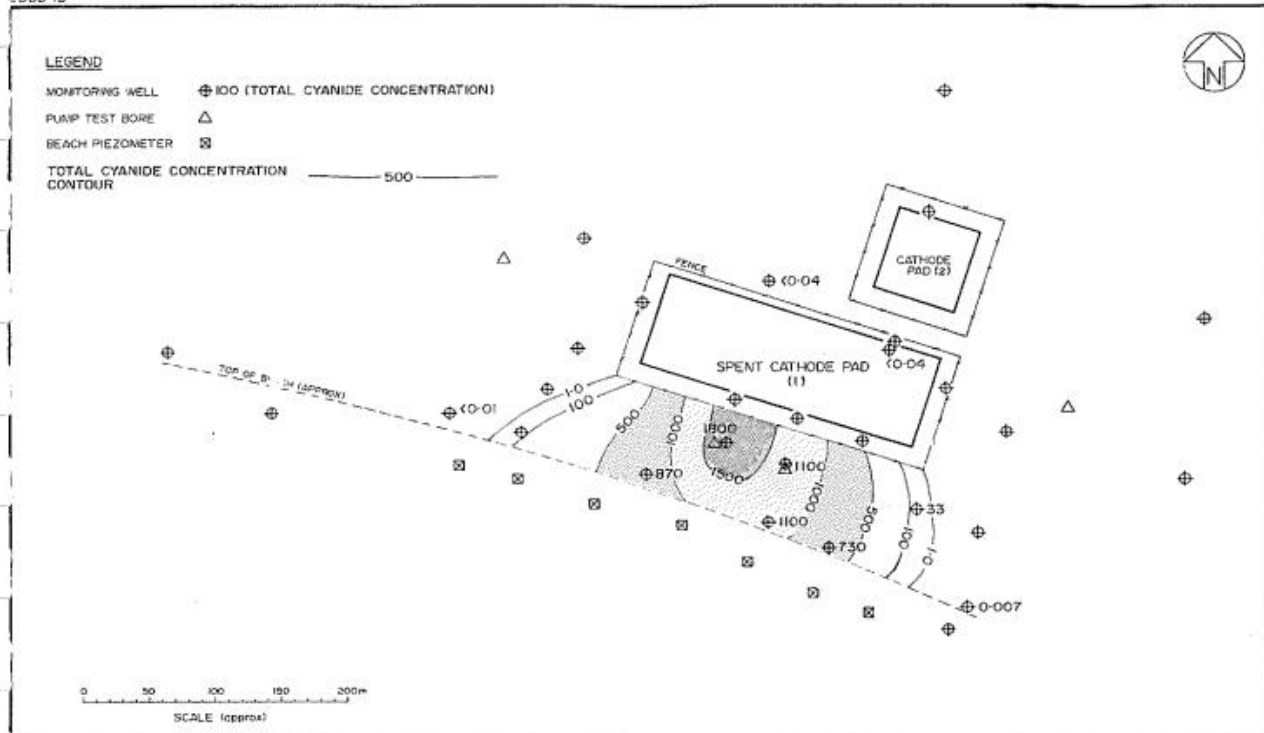 LEGEND
MONITORING WELL 100 (TOTAL CYANIDE CONCENTRATION)
PUMP TEST BORE
BEACH PIEZOMETER
TOTAL CYANIDE CONCENTRATION
CONTOUR
500
N
CATHODE
PAD (2)
FENCE
<0·04
SPENT CATHODE PAD
(1)
<0·04
TOP OF (APPROX)
<0·01
1·0
100
500
1000
1800
1500
870
1100
1000
1100
500
730
100
33
1·0
0·007
0 50 100 150 200m
SCALE (approx)